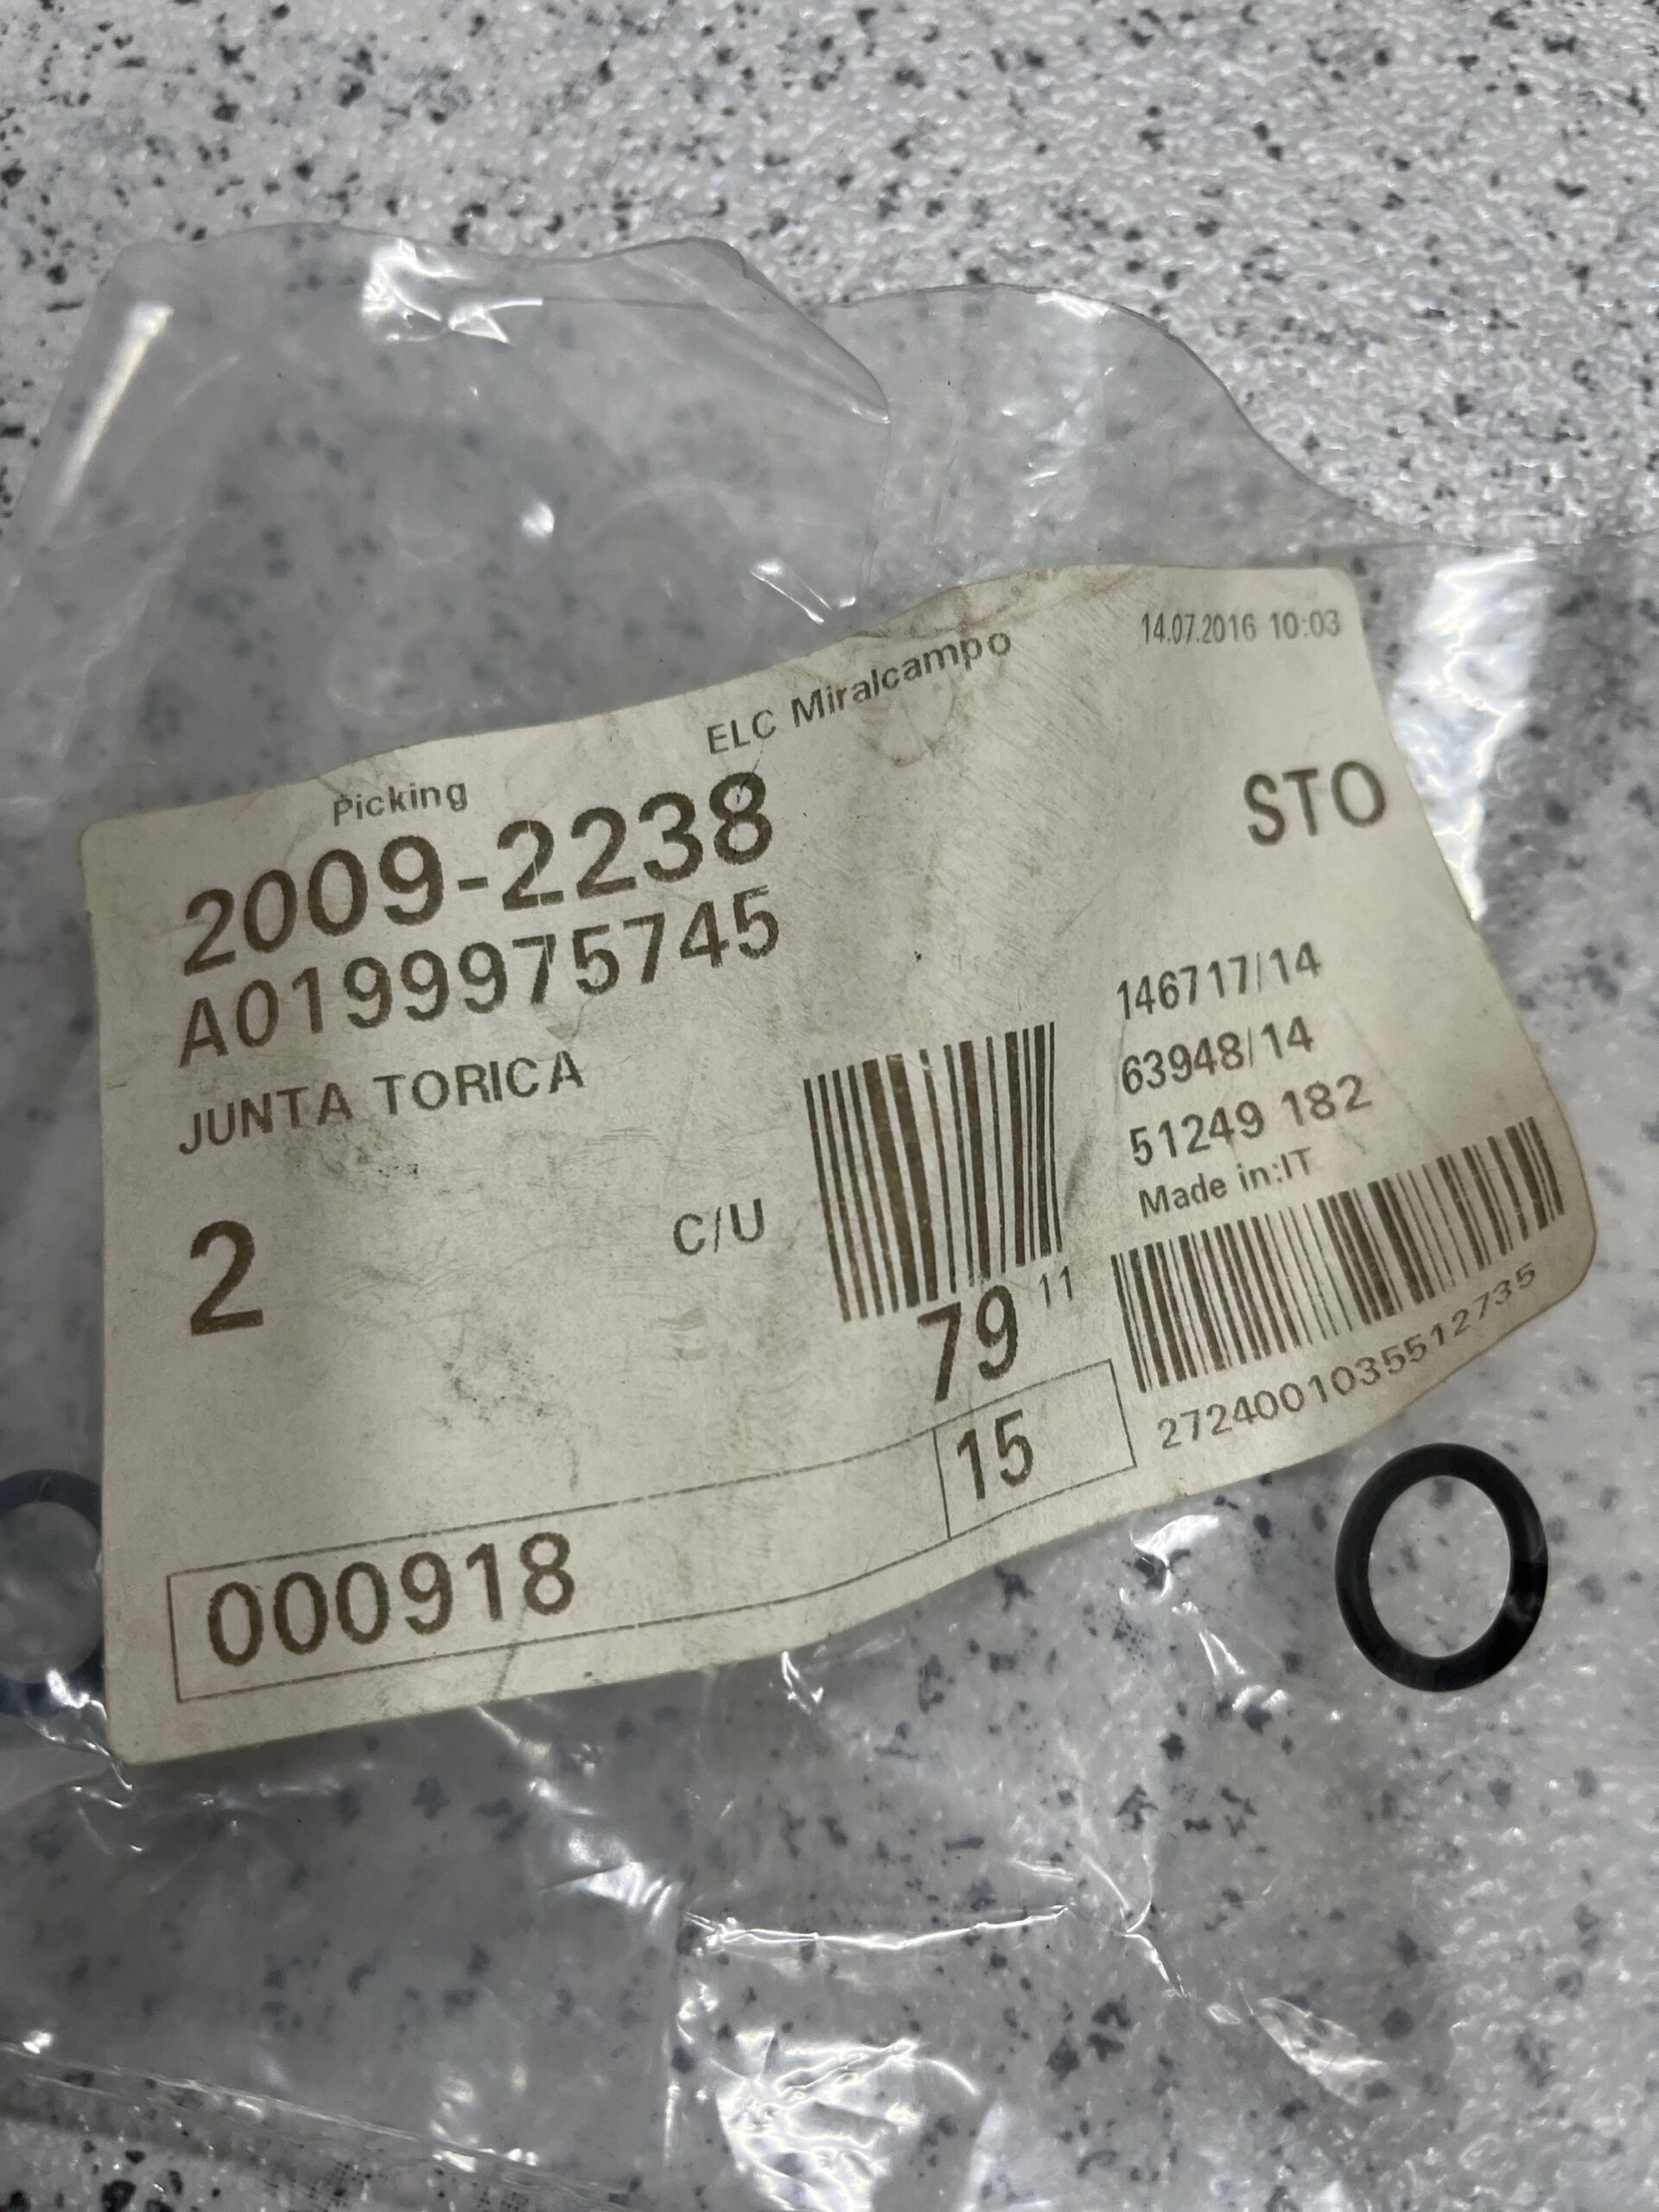 14.07.2016 10:03
ELC Miralcampo
Picking
2009-2238
STO
A0199975745
JUNTA TORICA
146717/14
63948/14
51249 182
Made in:IT
2
C/U
79 11
2724001035512735
15
000918